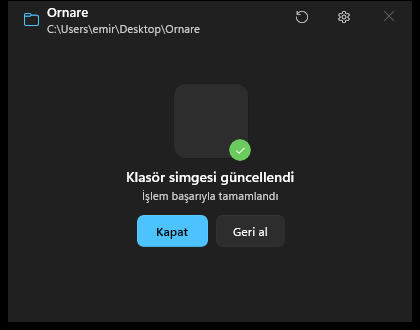 Ornare
C:\Users\emir\Desktop\Ornare
Klasör simgesi güncellendi
İşlem başarıyla tamamlandı
Kapat
Geri al